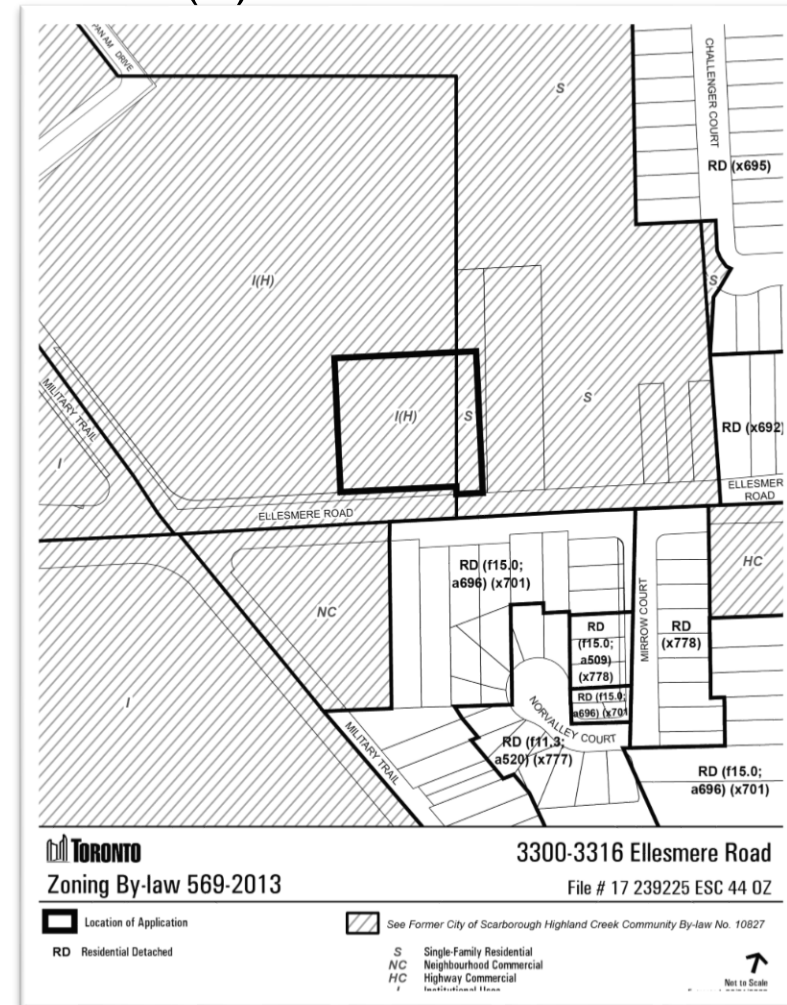 PAN AM DRIVE
CHALLENGER COURT
S
RD (x695)
I(H)
S
MILITARY TRAIL
I(H)
S
S
RD (x692)
I
ELLESMERE ROAD
ELLESMER
ROAD
NC
RD (f15.0;
a696) (x701)
MIRROW COURT
HC
RD
(f15.0;
a509)
(x778)
RD
(x778)
RD (f15.0;
a696) (x701
NORVALLEY COURT
I
MILITARY TRAIL
RD (f11.3;
a520) (x777)
RD (f15.0;
a696) (x701)
TORONTO
3300-3316 Ellesmere Road
Zoning By-law 569-2013
File # 17 239225 ESC 44 OZ
Location of Application
See Former City of Scarborough Highland Creek Community By-law No. 10827
RD Residential Detached
S Single-Family Residential
NC Neighbourhood Commercial
HC Highway Commercial
I Institutional Uses
Not to Scale